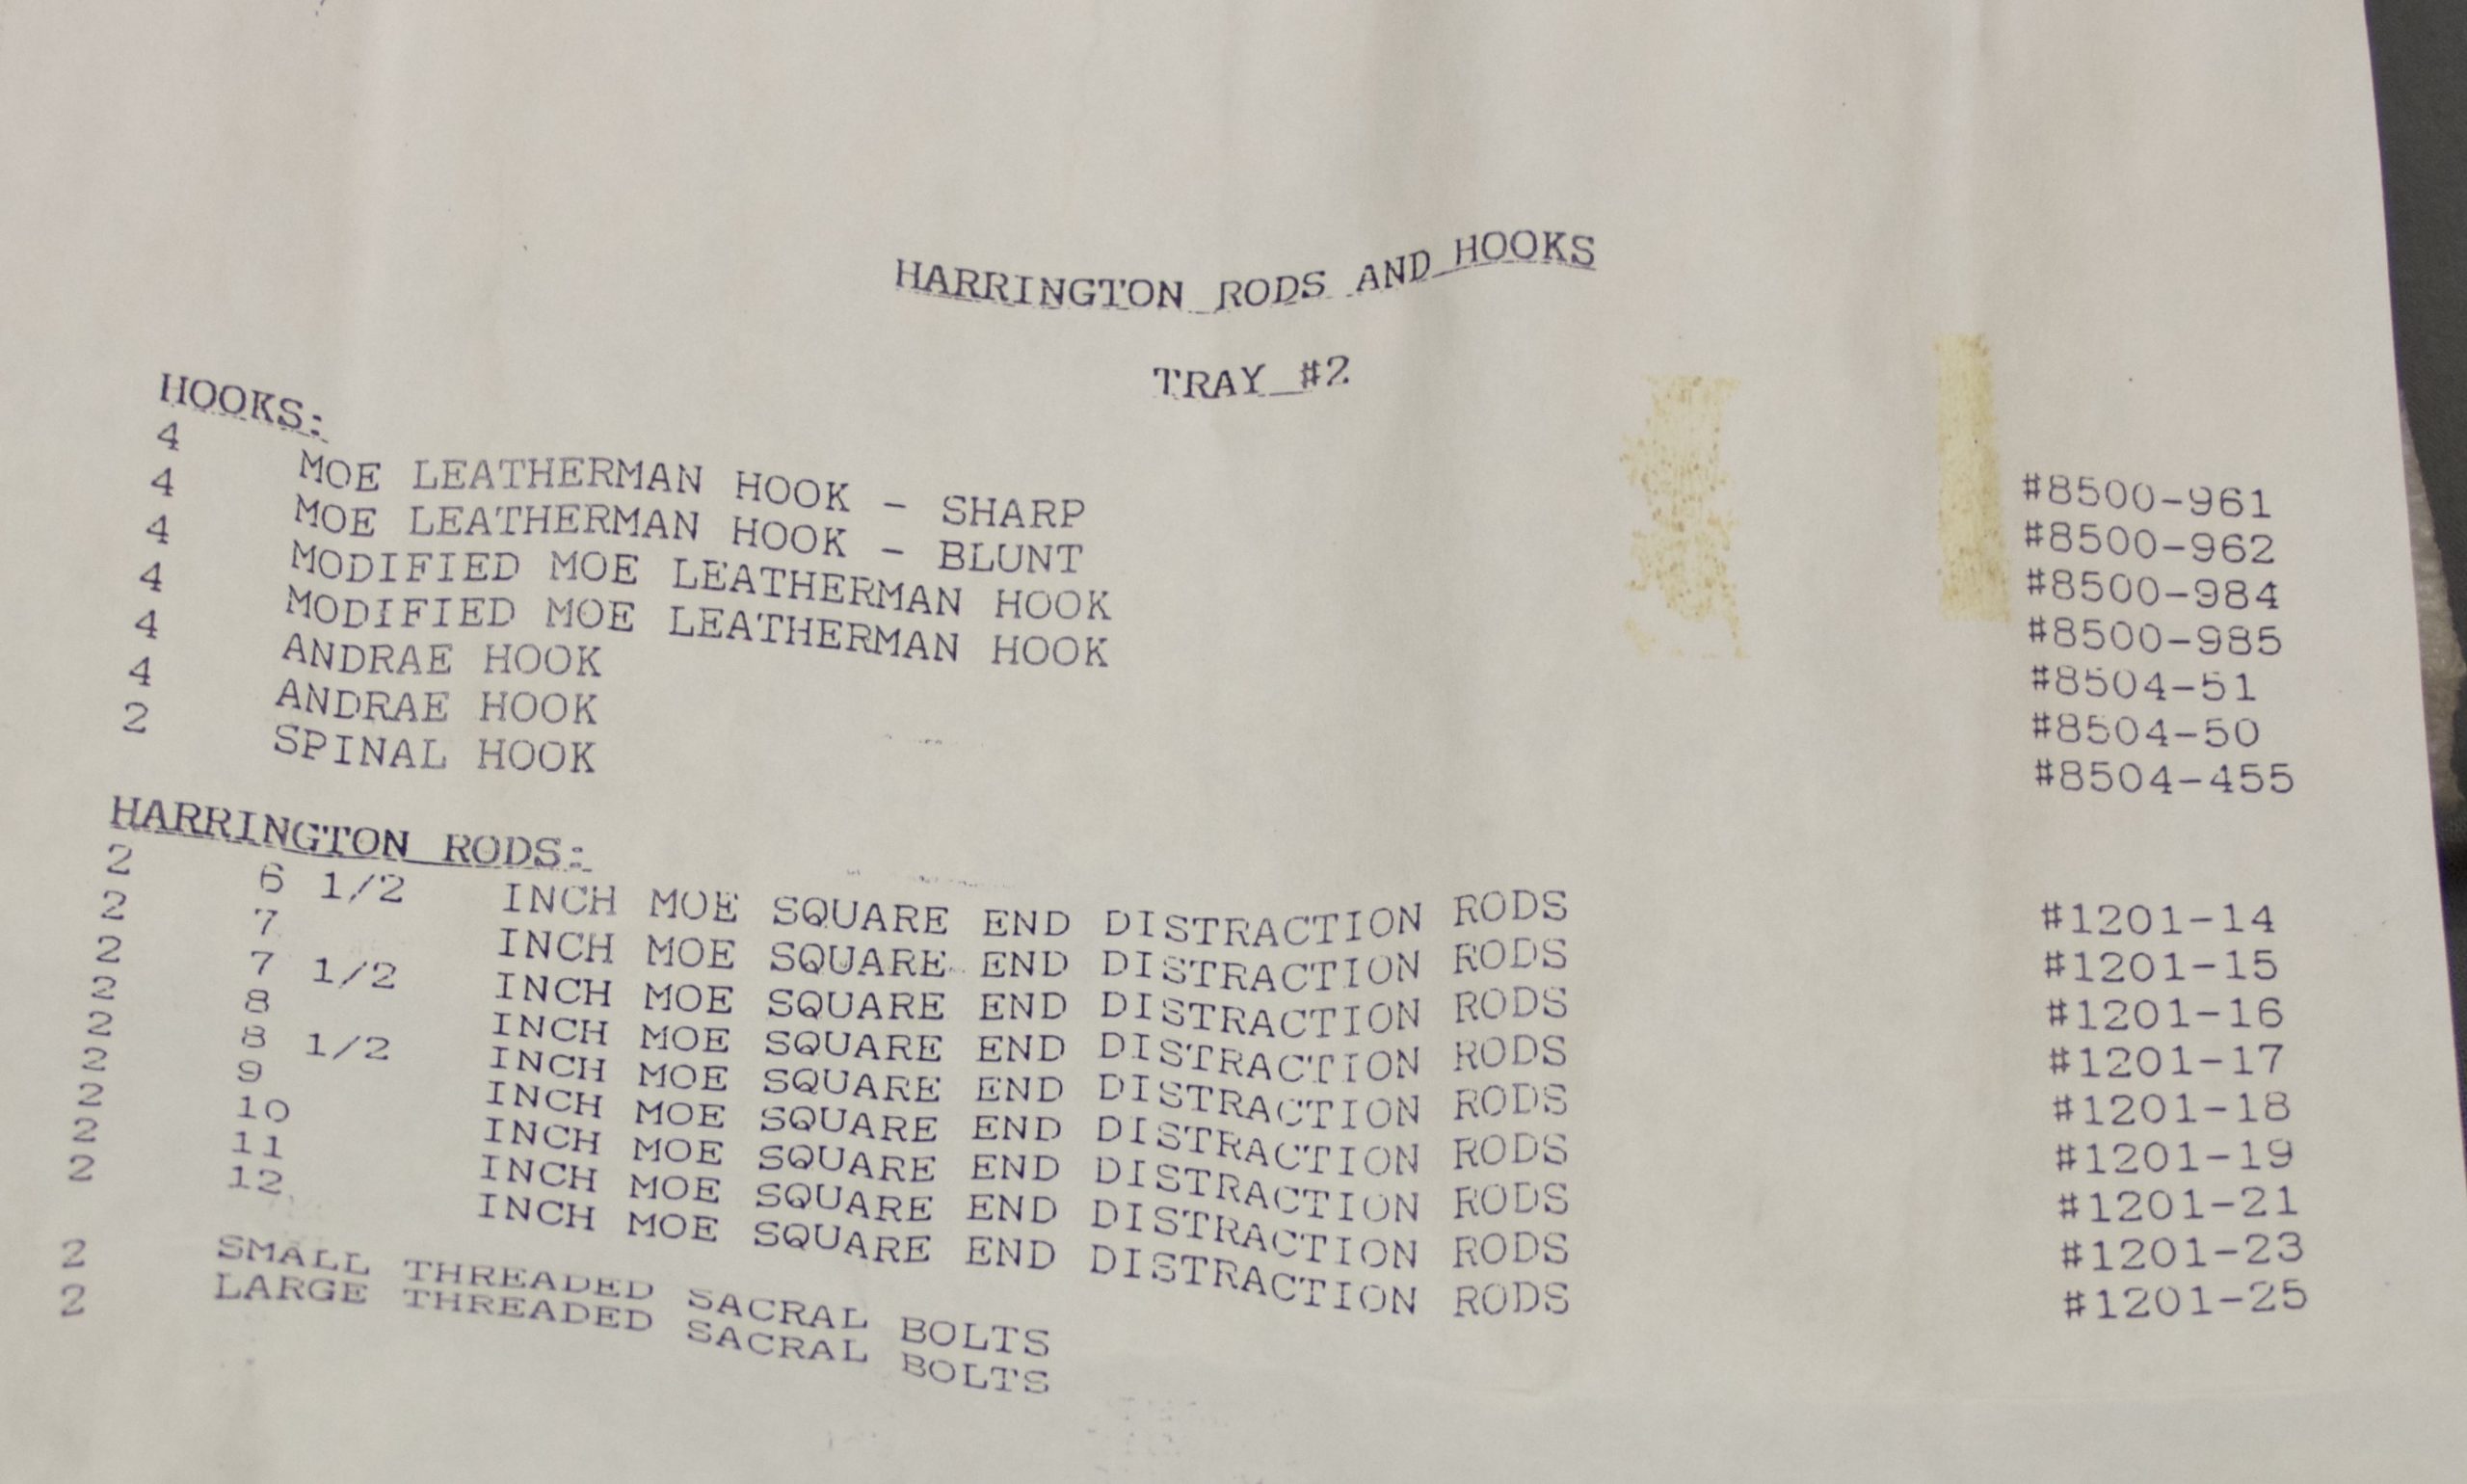 HARRINGTON RODS AND HOOKS
TRAY #2
HOOKS:
4 MOE LEATHERMAN HOOK - SHARP #8500-961
4 MOE LEATHERMAN HOOK - BLUNT #8500-962
4 MODIFIED MOE LEATHERMAN HOOK #8500-984
4 MODIFIED MOE LEATHERMAN HOOK #8500-985
4 ANDRAE HOOK #8504-51
4 ANDRAE HOOK #8504-50
2 SPINAL HOOK #8504-455
HARRINGTON RODS:
2 6 1/2 INCH MOE SQUARE END DISTRACTION RODS #1201-14
2 7 INCH MOE SQUARE END DISTRACTION RODS #1201-15
2 7 1/2 INCH MOE SQUARE END DISTRACTION RODS #1201-16
2 8 INCH MOE SQUARE END DISTRACTION RODS #1201-17
2 8 1/2 INCH MOE SQUARE END DISTRACTION RODS #1201-18
2 9 INCH MOE SQUARE END DISTRACTION RODS #1201-19
2 10 INCH MOE SQUARE END DISTRACTION RODS #1201-21
2 11 INCH MOE SQUARE END DISTRACTION RODS #1201-23
2 12 INCH MOE SQUARE END DISTRACTION RODS #1201-25
2 SMALL THREADED SACRAL BOLTS
2 LARGE THREADED SACRAL BOLTS